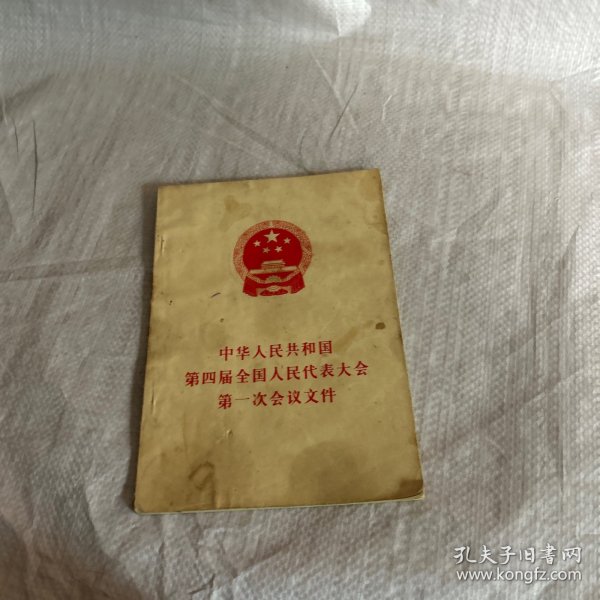 中华人民共和国
第四届全国人民代表大会
第一次会议文件
孔夫子旧书网
www.kongfz.com